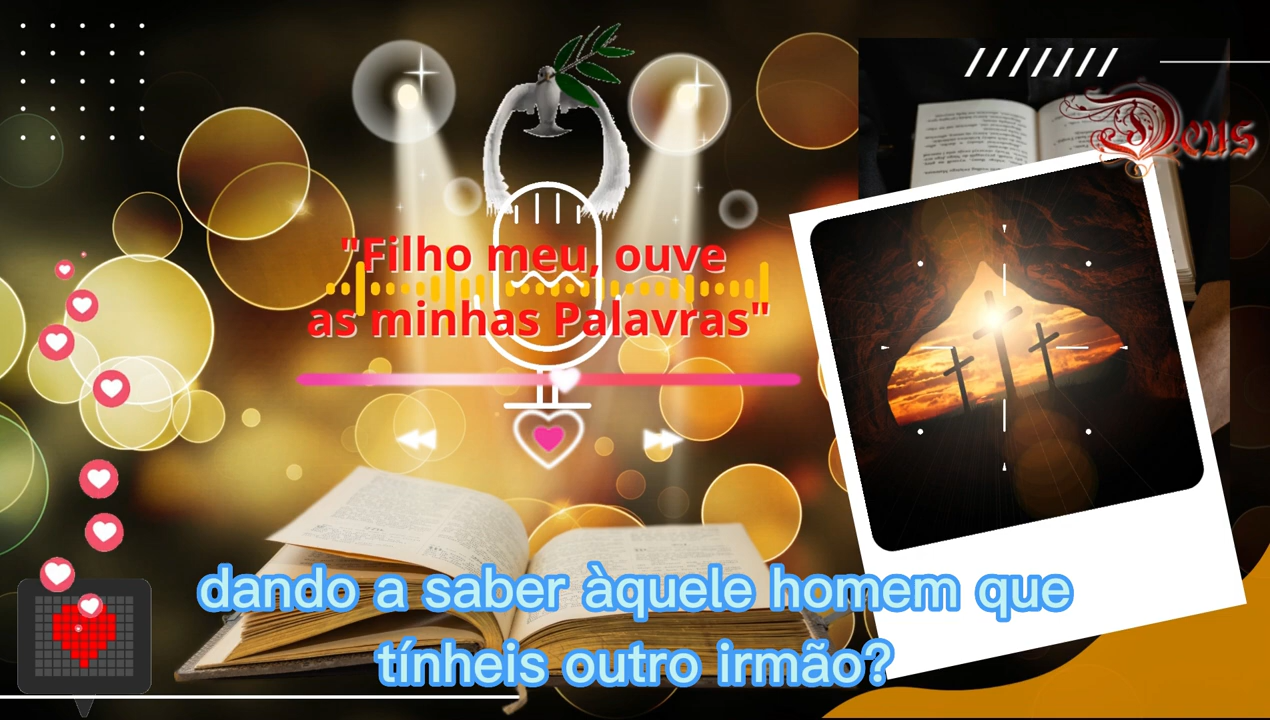 Deus
"Filho meu, ouve
as minhas Palavras"
dando a saber àquele homem que
tínheis outro irmão?